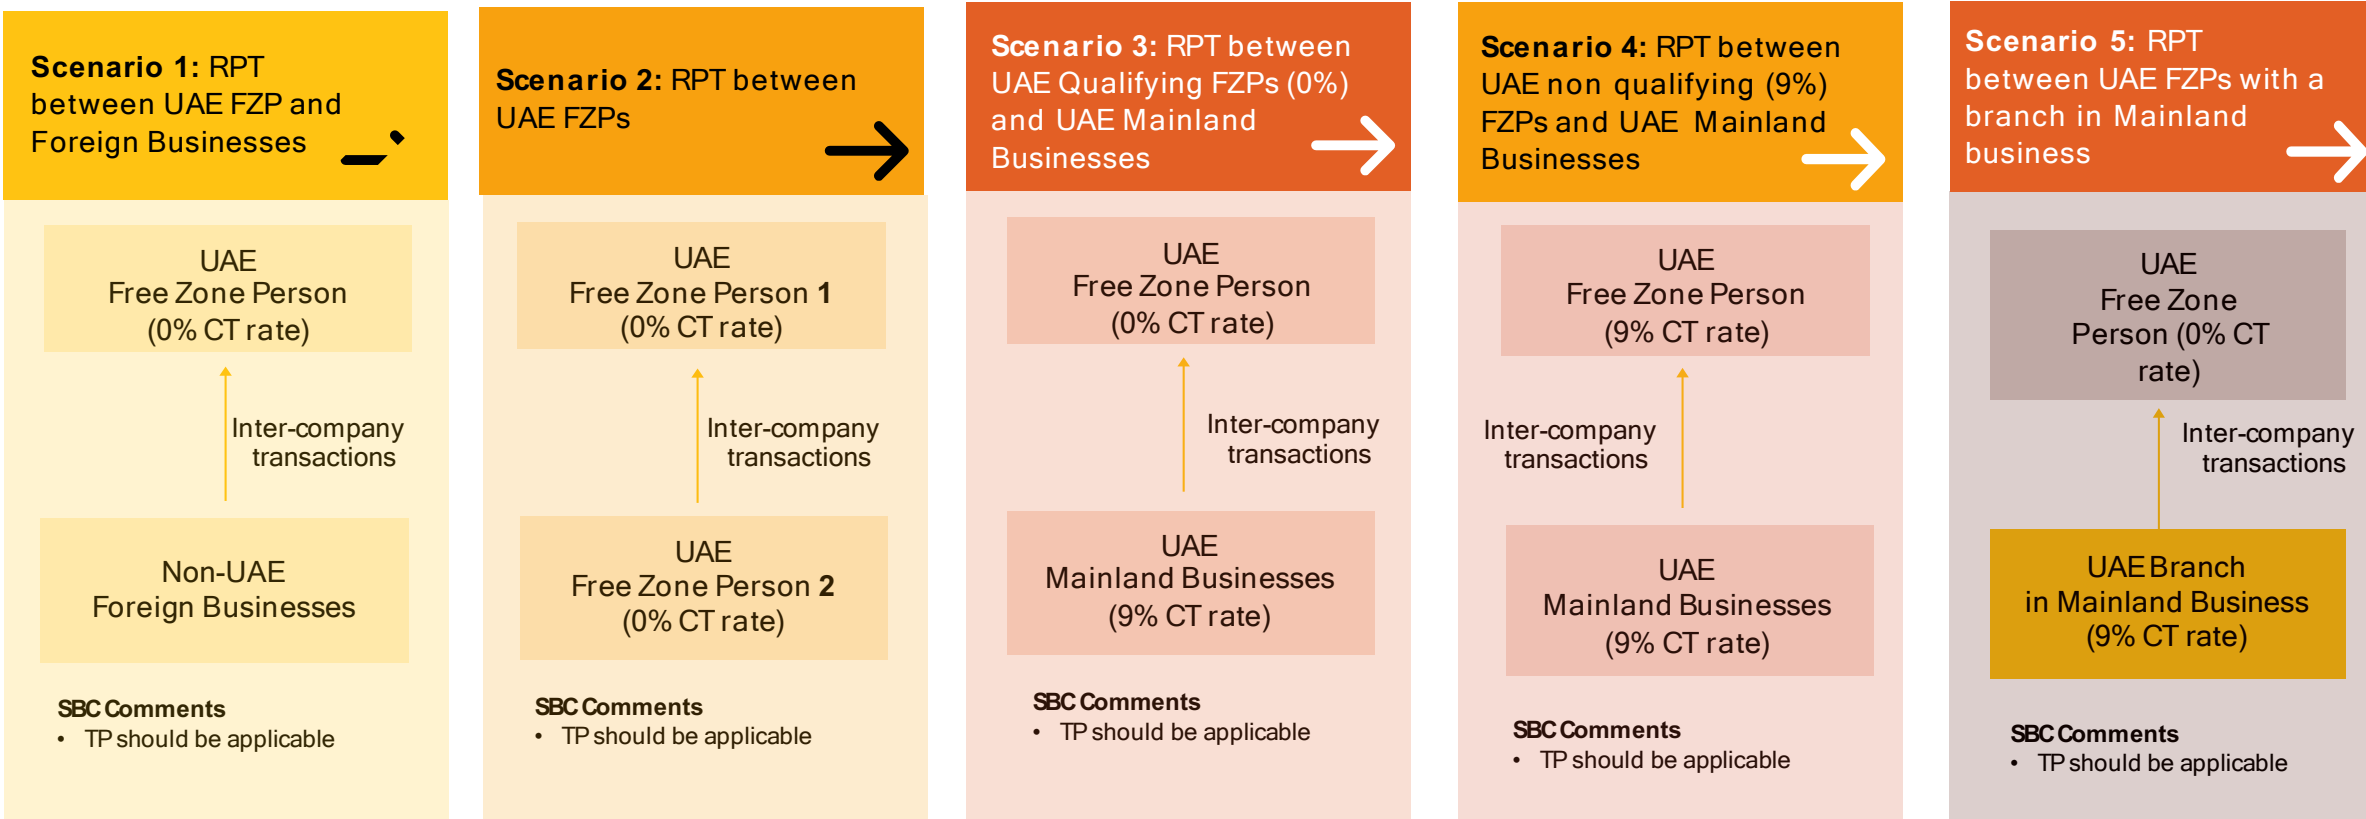 Scenario 1: RPT
between UAE FZP and
Foreign Businesses
UAE
Free Zone Person
(0% CT rate)
Inter-company
transactions
Non-UAE
Foreign Businesses
SBC Comments
• TP should be applicable
Scenario 2: RPT between
UAE FZPs
UAE
Free Zone Person 1
(0% CT rate)
Inter-company
transactions
UAE
Free Zone Person 2
(0% CT rate)
SBC Comments
• TP should be applicable
Scenario 3: RPT between
UAE Qualifying FZPs (0%)
and UAE Mainland
Businesses
UAE
Free Zone Person
(0% CT rate)
Inter-company
transactions
UAE
Mainland Businesses
(9% CT rate)
SBC Comments
• TP should be applicable
Scenario 4: RPT between
UAE non qualifying (9%)
FZPs and UAE Mainland
Businesses
UAE
Free Zone Person
(9% CT rate)
Inter-company
transactions
UAE
Mainland Businesses
(9% CT rate)
SBC Comments
• TP should be applicable
Scenario 5: RPT
between UAE FZPs with a
branch in Mainland
business
UAE
Free Zone
Person (0% CT
rate)
Inter-company
transactions
UAE Branch
in Mainland Business
(9% CT rate)
SBC Comments
• TP should be applicable